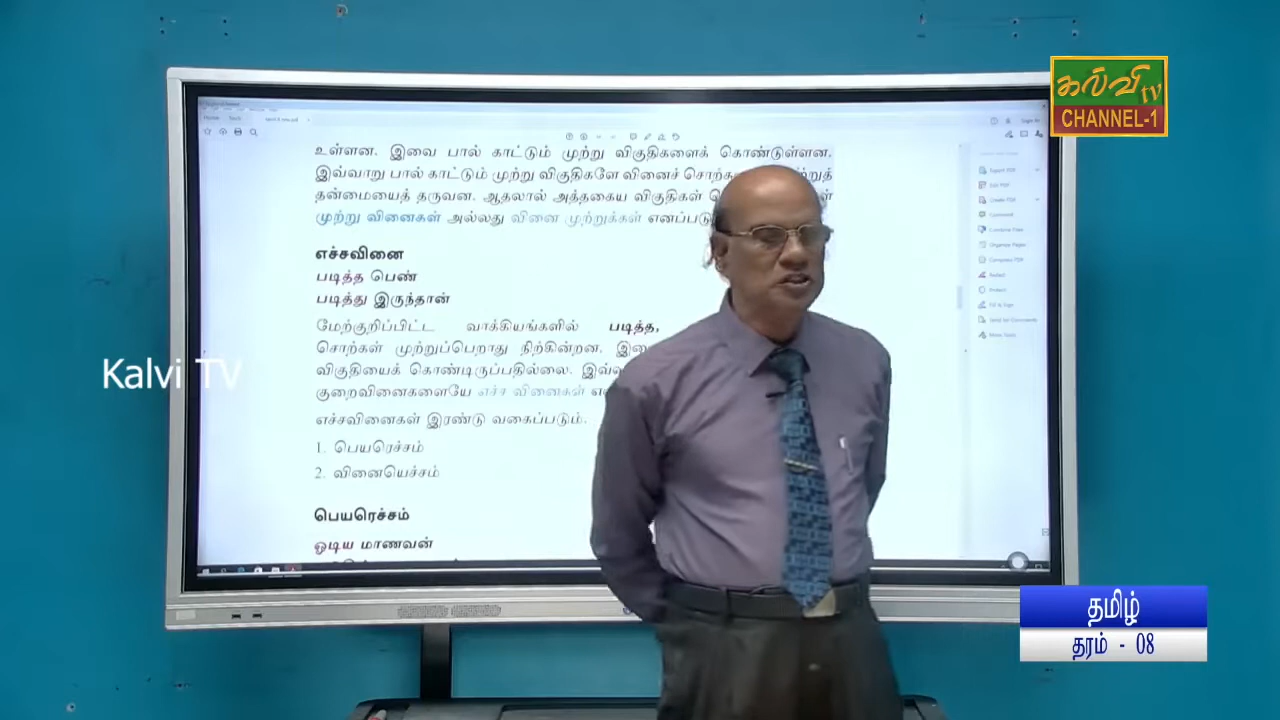 கல்வி TV
CHANNEL-1
உள்ளன. இவை பால் காட்டும் முற்று விகுதிகளைக் கொண்டுள்ளன.
இவ்வாறு பால் காட்டும் முற்று விகுதிகளே வினைச்
தன்மையைத் தருவன. ஆதலால் அத்தகைய விகுதிகள்
முற்று வினைகள் அல்லது வினை முற்றுக்கள்
எச்சவினை
படித்த பெண்
படித்து இருந்தான்
மேற்குறிப்பிட்ட வாக்கியங்களில் படித்த,
சொற்கள் முற்றுப்பெறாது நிற்கின்றன.
விகுதியைக் கொண்டிருப்பதில்லை.
குறைவினைகளையே எச்ச வினைகள்
எச்சவினைகள் இரண்டு வகைப்படும்.
1. பெயரெச்சம்
2. வினையெச்சம்
பெயரெச்சம்
ஓடிய மாணவன்
Kalvi TV
தமிழ்
தரம் - 08